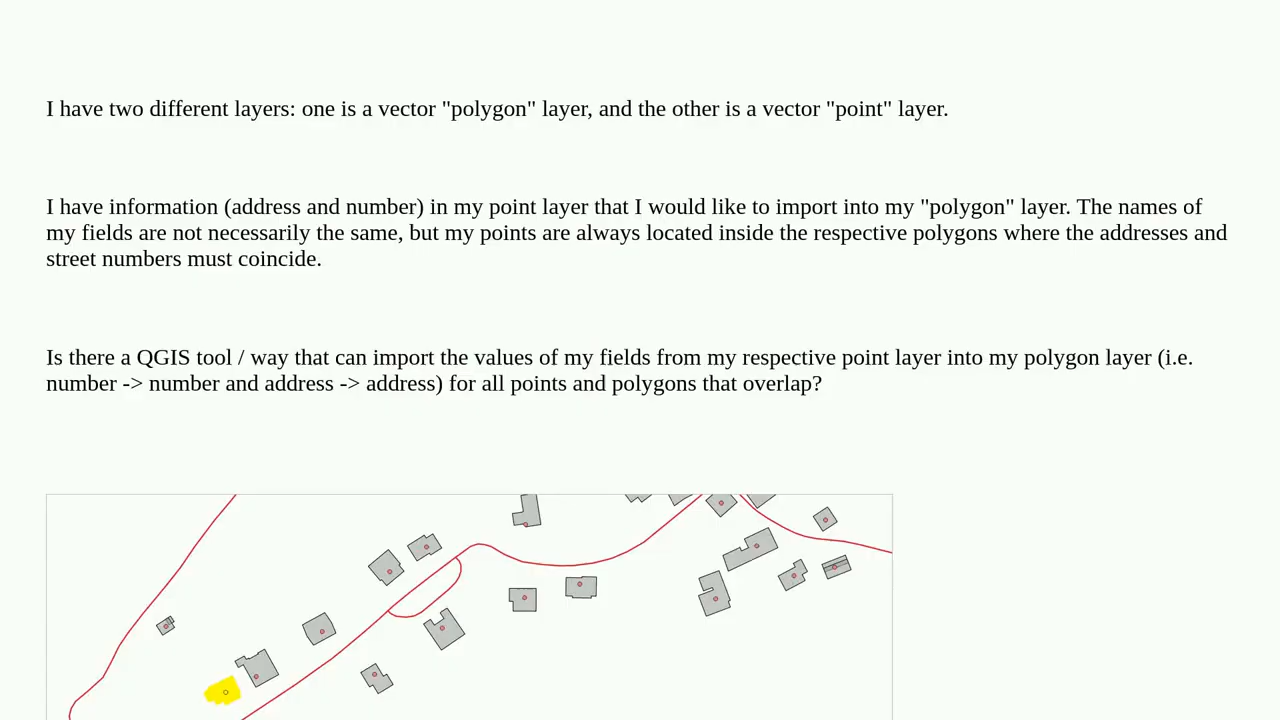 I have two different layers: one is a vector "polygon" layer, and the other is a vector "point" layer.
I have information (address and number) in my point layer that I would like to import into my "polygon" layer. The names of
my fields are not necessarily the same, but my points are always located inside the respective polygons where the addresses and
street numbers must coincide.
Is there a QGIS tool / way that can import the values of my fields from my respective point layer into my polygon layer (i.e.
number -> number and address -> address) for all points and polygons that overlap?